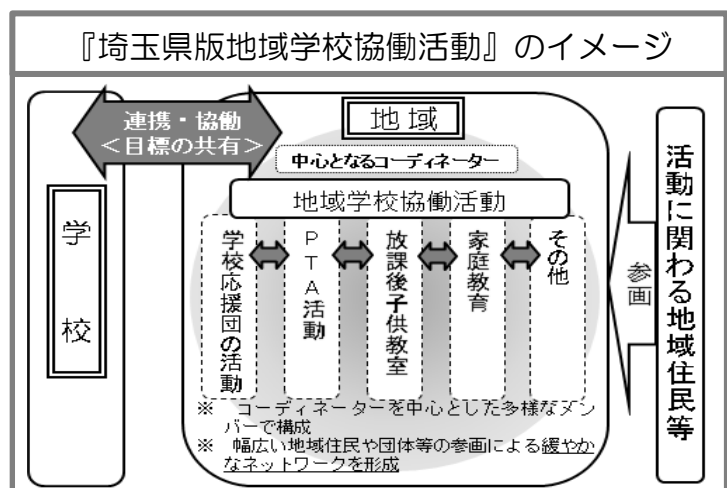 『埼玉県版地域学校協働活動』のイメージ
学校
連携・協働
＜目標の共有＞
地域
中心となるコーディネーター
地域学校協働活動
学校応援団の活動
ＰＴＡ活動
放課後子供教室
家庭教育
その他
※　コーディネーターを中心とした多様なメン
バーで構成
※　幅広い地域住民や団体等の参画による緩やか
なネットワークを形成
参画
活動に関わる地域住民等